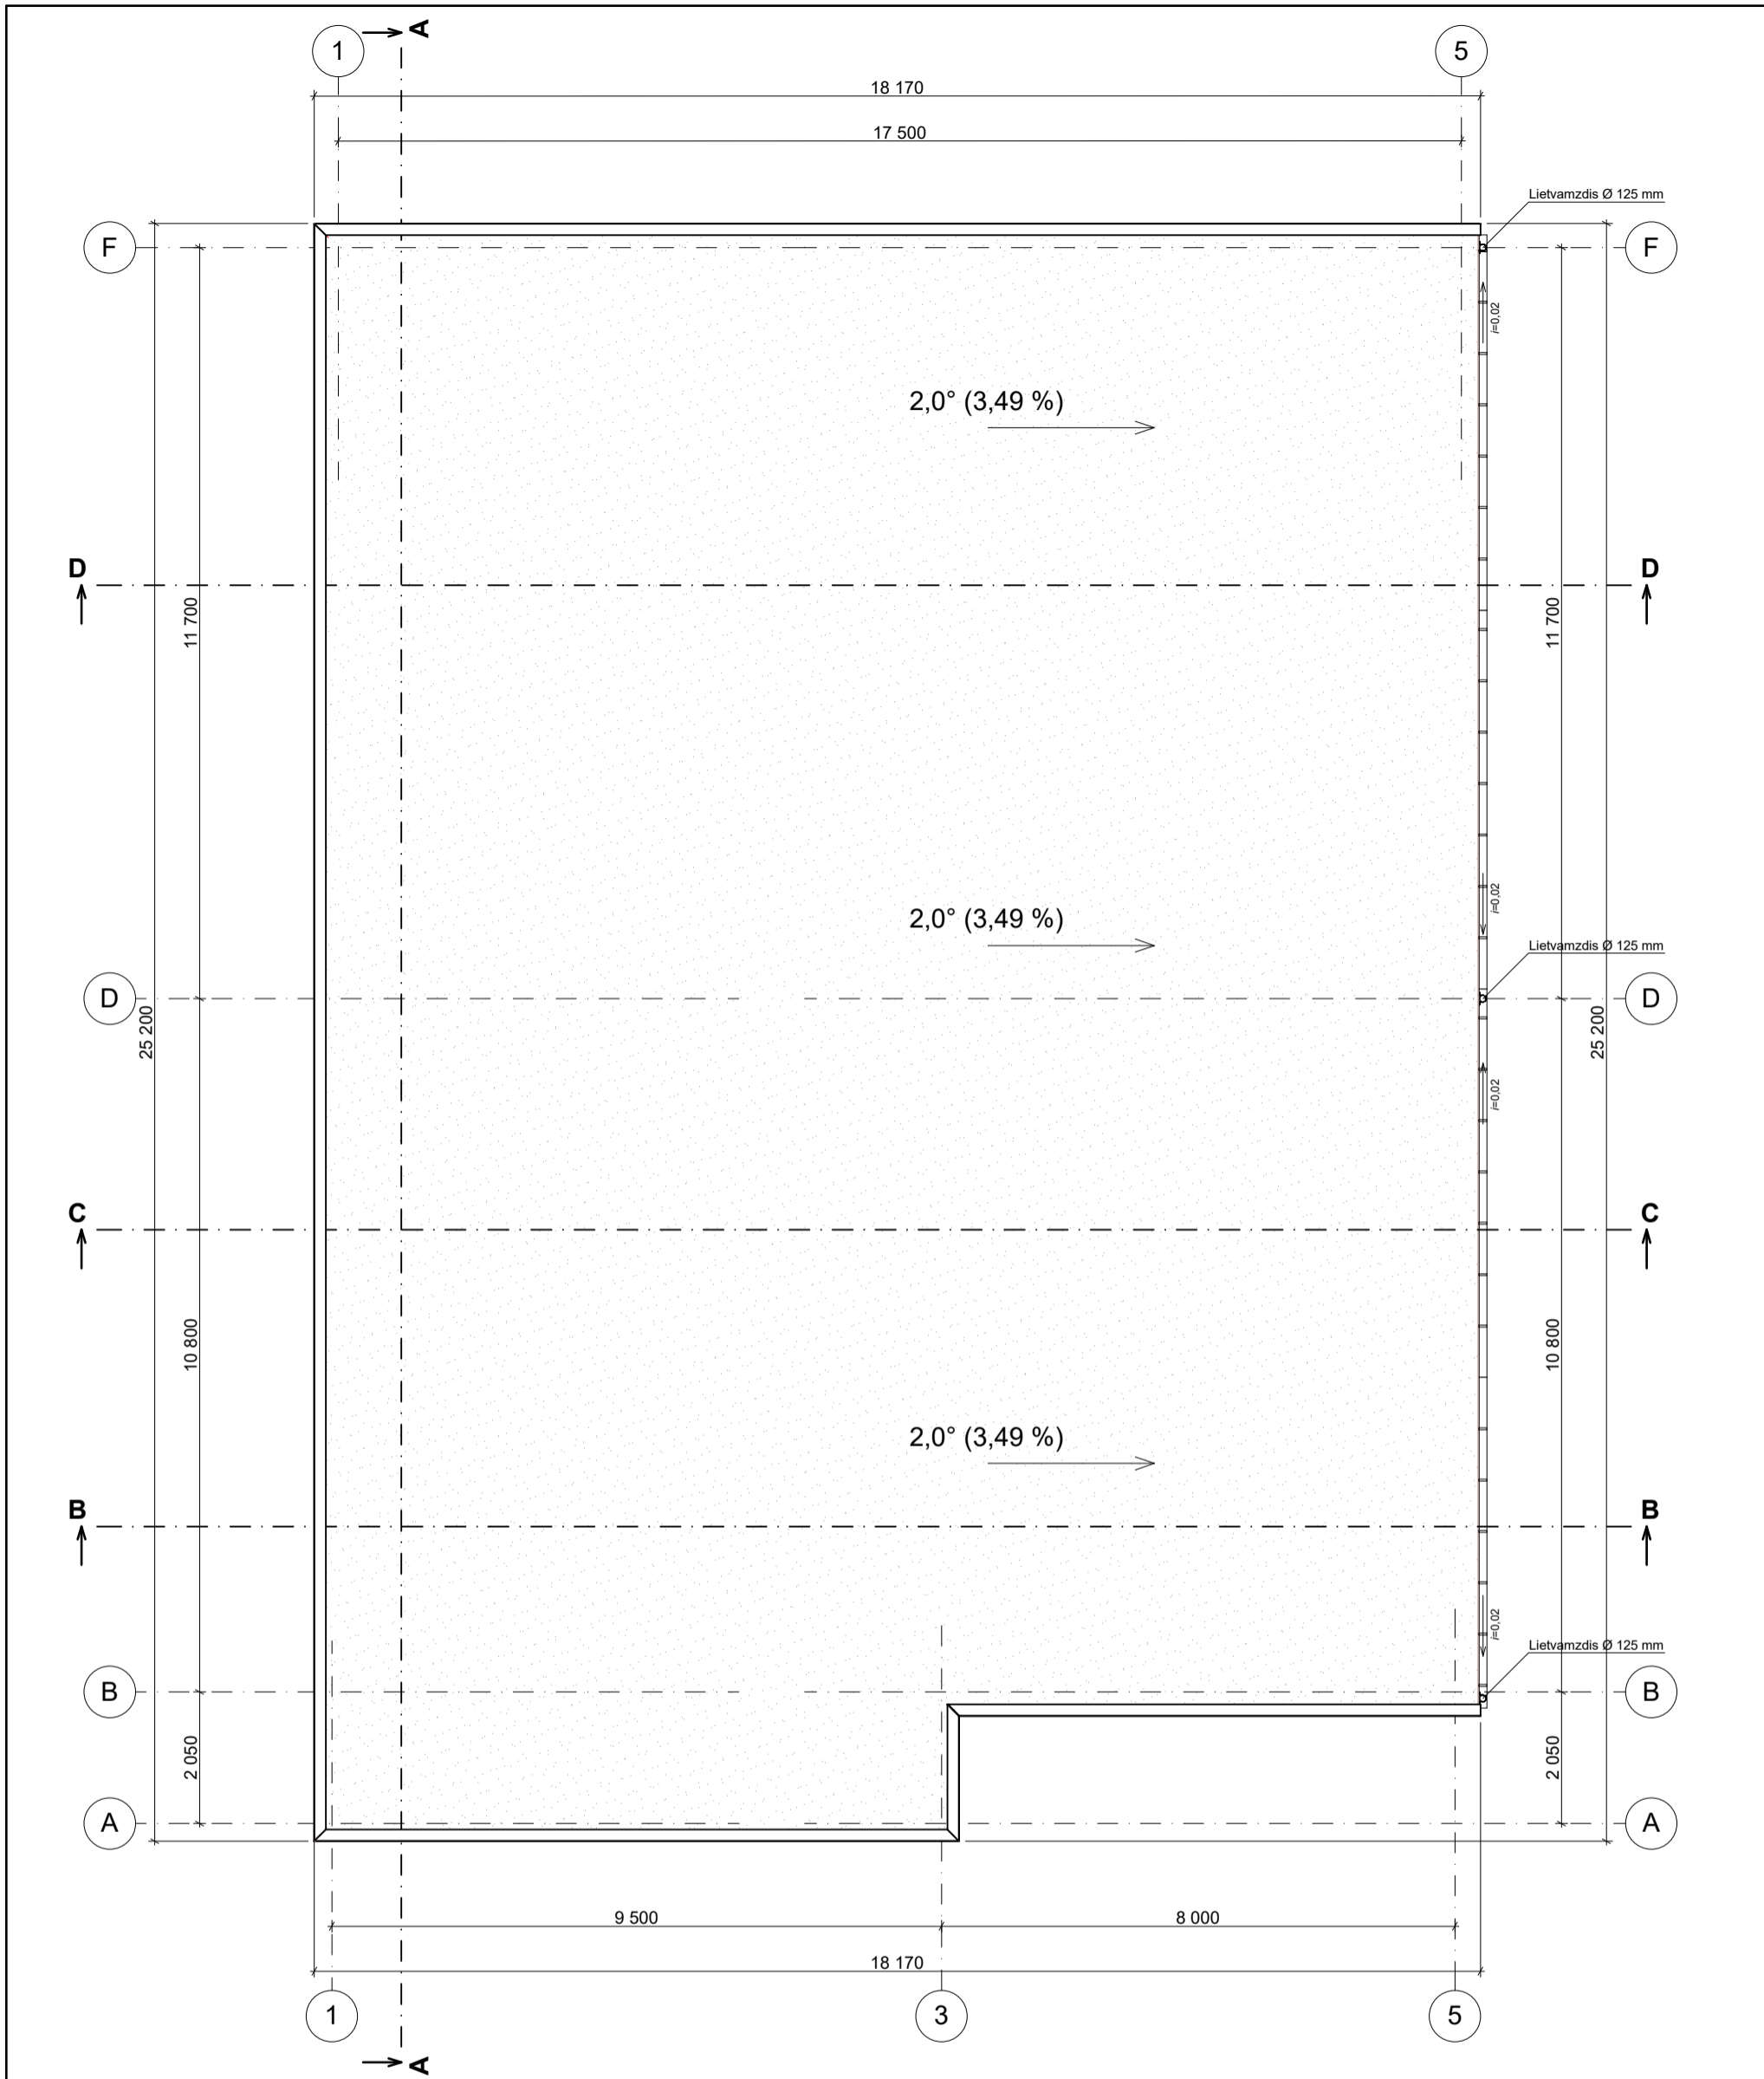 A
1
5
18 170
17 500
Lietvamzdis Ø 125 mm
F
F
i=0,02
2,0° (3,49 %)
D
D
11 700
11 700
i=0,02
2,0° (3,49 %)
Lietvamzdis Ø 125 mm
D
D
25 200
25 200
i=0,02
C
C
10 800
10 800
2,0° (3,49 %)
B
B
i=0,02
Lietvamzdis Ø 125 mm
B
B
2 050
2 050
A
A
9 500
8 000
18 170
1
3
5
A